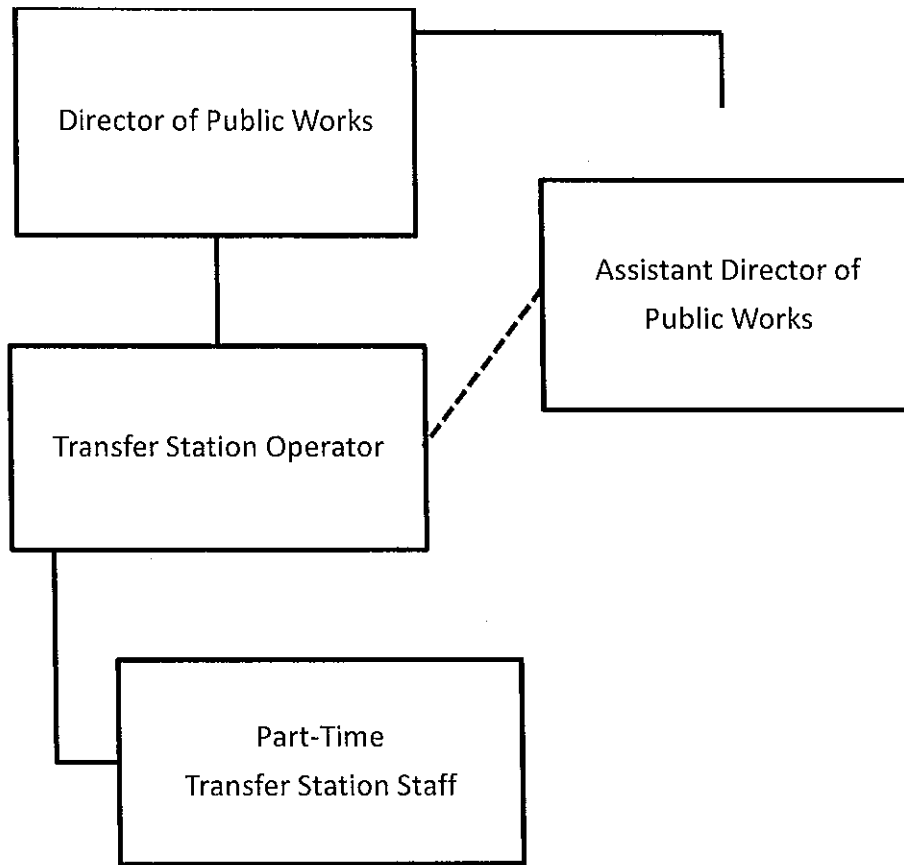 Director of Public Works
Assistant Director of
Public Works
Transfer Station Operator
Part-Time
Transfer Station Staff